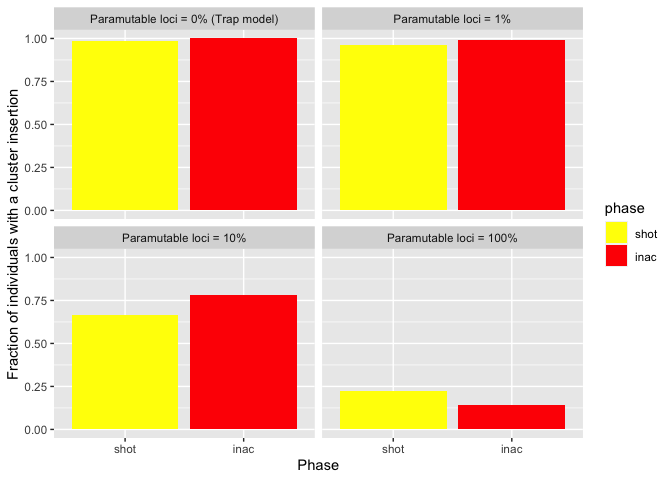 Paramutable loci = 0% (Trap model)
Paramutable loci = 1%
1.00
0.75
0.50
0.25
0.00
Paramutable loci = 10%
Paramutable loci = 100%
1.00
0.75
0.50
0.25
0.00
shot
inac
shot
inac
Phase
Fraction of individuals with a cluster insertion
phase
shot
inac